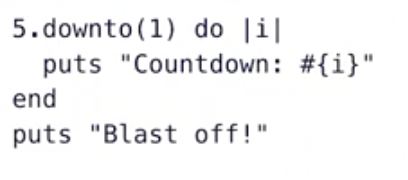 5.downto(1) do |i|
  puts "Countdown: #{i}"
end
puts "Blast off!"